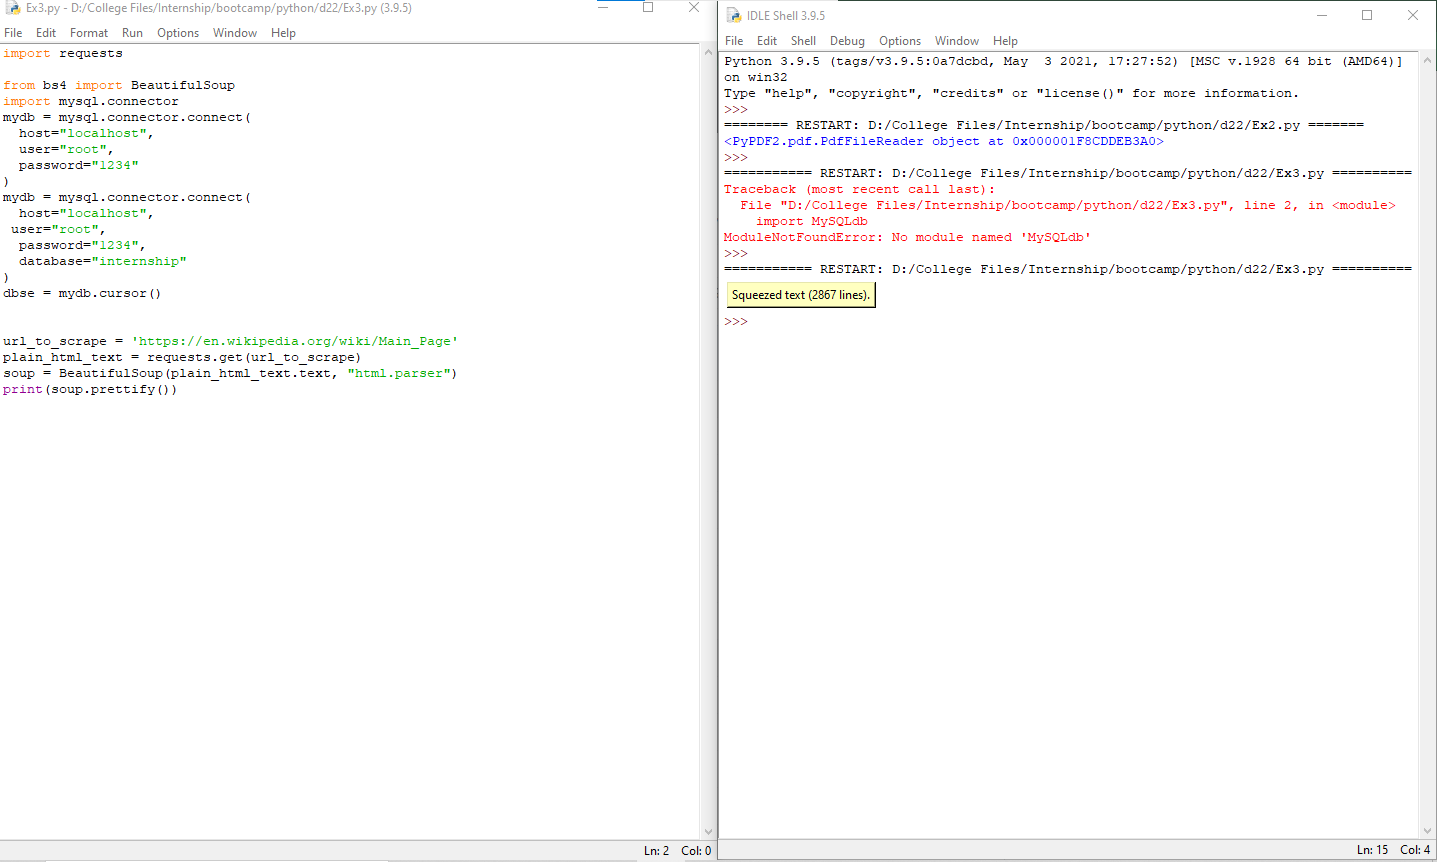 Ex3.py - D:/College Files/Internship/bootcamp/python/d22/Ex3.py (3.9.5)
File Edit Format Run Options Window Help
import requests
from bs4 import BeautifulSoup
import mysql.connector
mydb = mysql.connector.connect(
  host="localhost",
  user="root",
  password="1234"
)
mydb = mysql.connector.connect(
  host="localhost",
 user="root",
  password="1234",
  database="internship"
)
dbse = mydb.cursor()
url_to_scrape = 'https://en.wikipedia.org/wiki/Main_Page'
plain_html_text = requests.get(url_to_scrape)
soup = BeautifulSoup(plain_html_text.text, "html.parser")
print(soup.prettify())
Ln: 2 Col: 0
IDLE Shell 3.9.5
File Edit Shell Debug Options Window Help
Python 3.9.5 (tags/v3.9.5:0a7dcbd, May  3 2021, 17:27:52) [MSC v.1928 64 bit (AMD64)]
on win32
Type "help", "copyright", "credits" or "license()" for more information.
>>>
======== RESTART: D:/College Files/Internship/bootcamp/python/d22/Ex2.py =======
<PyPDF2.pdf.PdfFileReader object at 0x000001F8CDDEB3A0>
>>>
=========== RESTART: D:/College Files/Internship/bootcamp/python/d22/Ex3.py ==========
Traceback (most recent call last):
  File "D:/College Files/Internship/bootcamp/python/d22/Ex3.py", line 2, in <module>
    import MySQLdb
ModuleNotFoundError: No module named 'MySQLdb'
>>>
=========== RESTART: D:/College Files/Internship/bootcamp/python/d22/Ex3.py ==========
Squeezed text (2867 lines).
>>>
Ln: 15 Col: 4